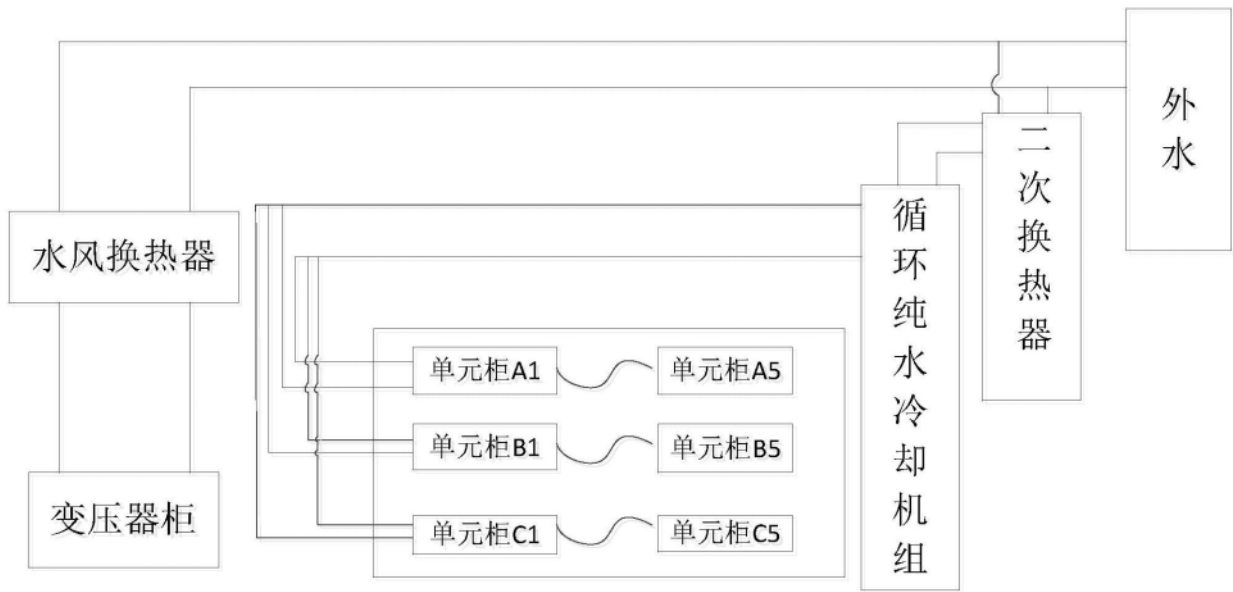 外水
二次换热器
循环纯水冷却机组
水风换热器
单元柜A1
单元柜A5
单元柜B1
单元柜B5
变压器柜
单元柜C1
单元柜C5